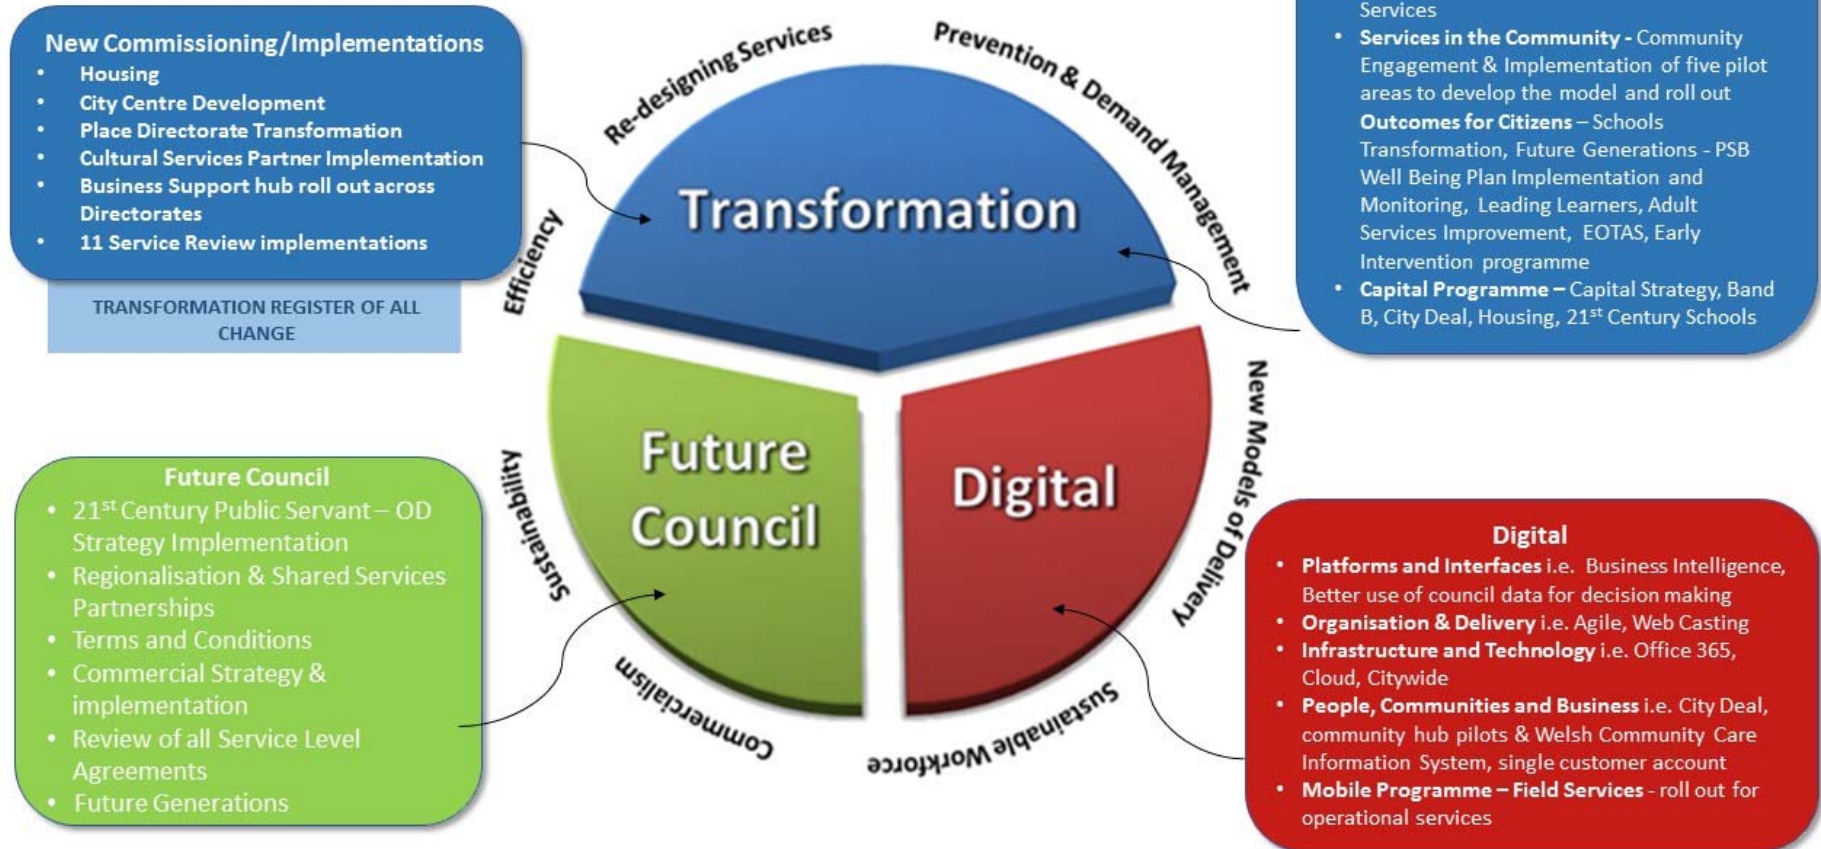 New Commissioning/Implementations
• Housing
• City Centre Development
• Place Directorate Transformation
• Cultural Services Partner Implementation
• Business Support hub roll out across
Directorates
• 11 Service Review implementations
TRANSFORMATION REGISTER OF ALL
CHANGE
Services
• Services in the Community - Community
Engagement & Implementation of five pilot
areas to develop the model and roll out
Outcomes for Citizens – Schools
Transformation, Future Generations - PSB
Well Being Plan Implementation and
Monitoring, Leading Learners, Adult
Services Improvement, EOTAS, Early
Intervention programme
• Capital Programme – Capital Strategy, Band
B, City Deal, Housing, 21st Century Schools
Efficiency
Re-designing Services
Prevention & Demand Management
New Models of Delivery
Sustainable Workforce
Commercialism
Sustainability
Transformation
Future
Council
Digital
Future Council
• 21st Century Public Servant – OD
Strategy Implementation
• Regionalisation & Shared Services
Partnerships
• Terms and Conditions
• Commercial Strategy &
implementation
• Review of all Service Level
Agreements
• Future Generations
Digital
• Platforms and Interfaces i.e. Business Intelligence,
Better use of council data for decision making
• Organisation & Delivery i.e. Agile, Web Casting
• Infrastructure and Technology i.e. Office 365,
Cloud, Citywide
• People, Communities and Business i.e. City Deal,
community hub pilots & Welsh Community Care
Information System, single customer account
• Mobile Programme – Field Services - roll out for
operational services